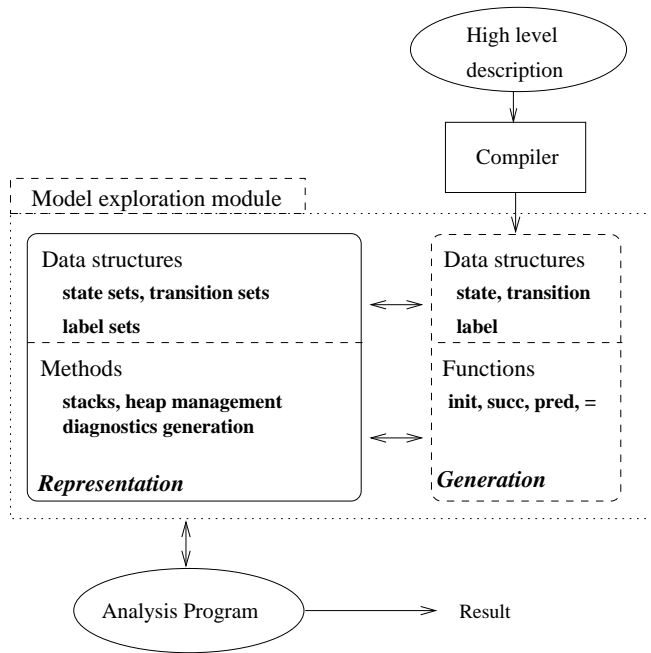 High level
description
Compiler
Model exploration module
Data structures
state sets, transition sets
label sets
Methods
stacks, heap management
diagnostics generation
Representation
Data structures
state, transition
label
Functions
init, succ, pred, =
Generation
Analysis Program
Result